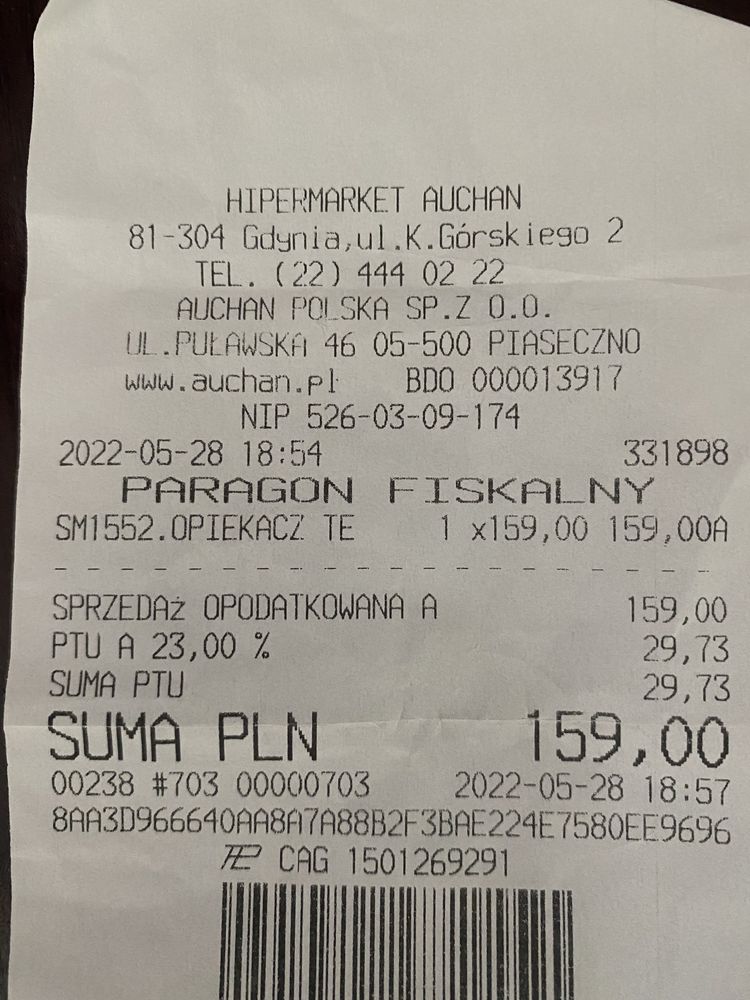 HIPERMARKET AUCHAN
81-304 Gdynia,ul.K.Górskiego 2
TEL. (22) 444 02 22
AUCHAN POLSKA SP.Z O.O.
UL.PUŁAWSKA 46 05-500 PIASECZNO
www.auchan.pl BDO 000013917
NIP 526-03-09-174
2022-05-28 18:54 331898
PARAGON FISKALNY
SM1552.OPIEKACZ TE 1 x159,00 159,00A
SPRZEDAż OPODATKOWANA A 159,00
PTU A 23,00 % 29,73
SUMA PTU 29,73
SUMA PLN 159,00
00238 #703 00000703 2022-05-28 18:57
8AA3D966640AA8A7A88B2F3BAE224E7580EE9696
CAG 1501269291